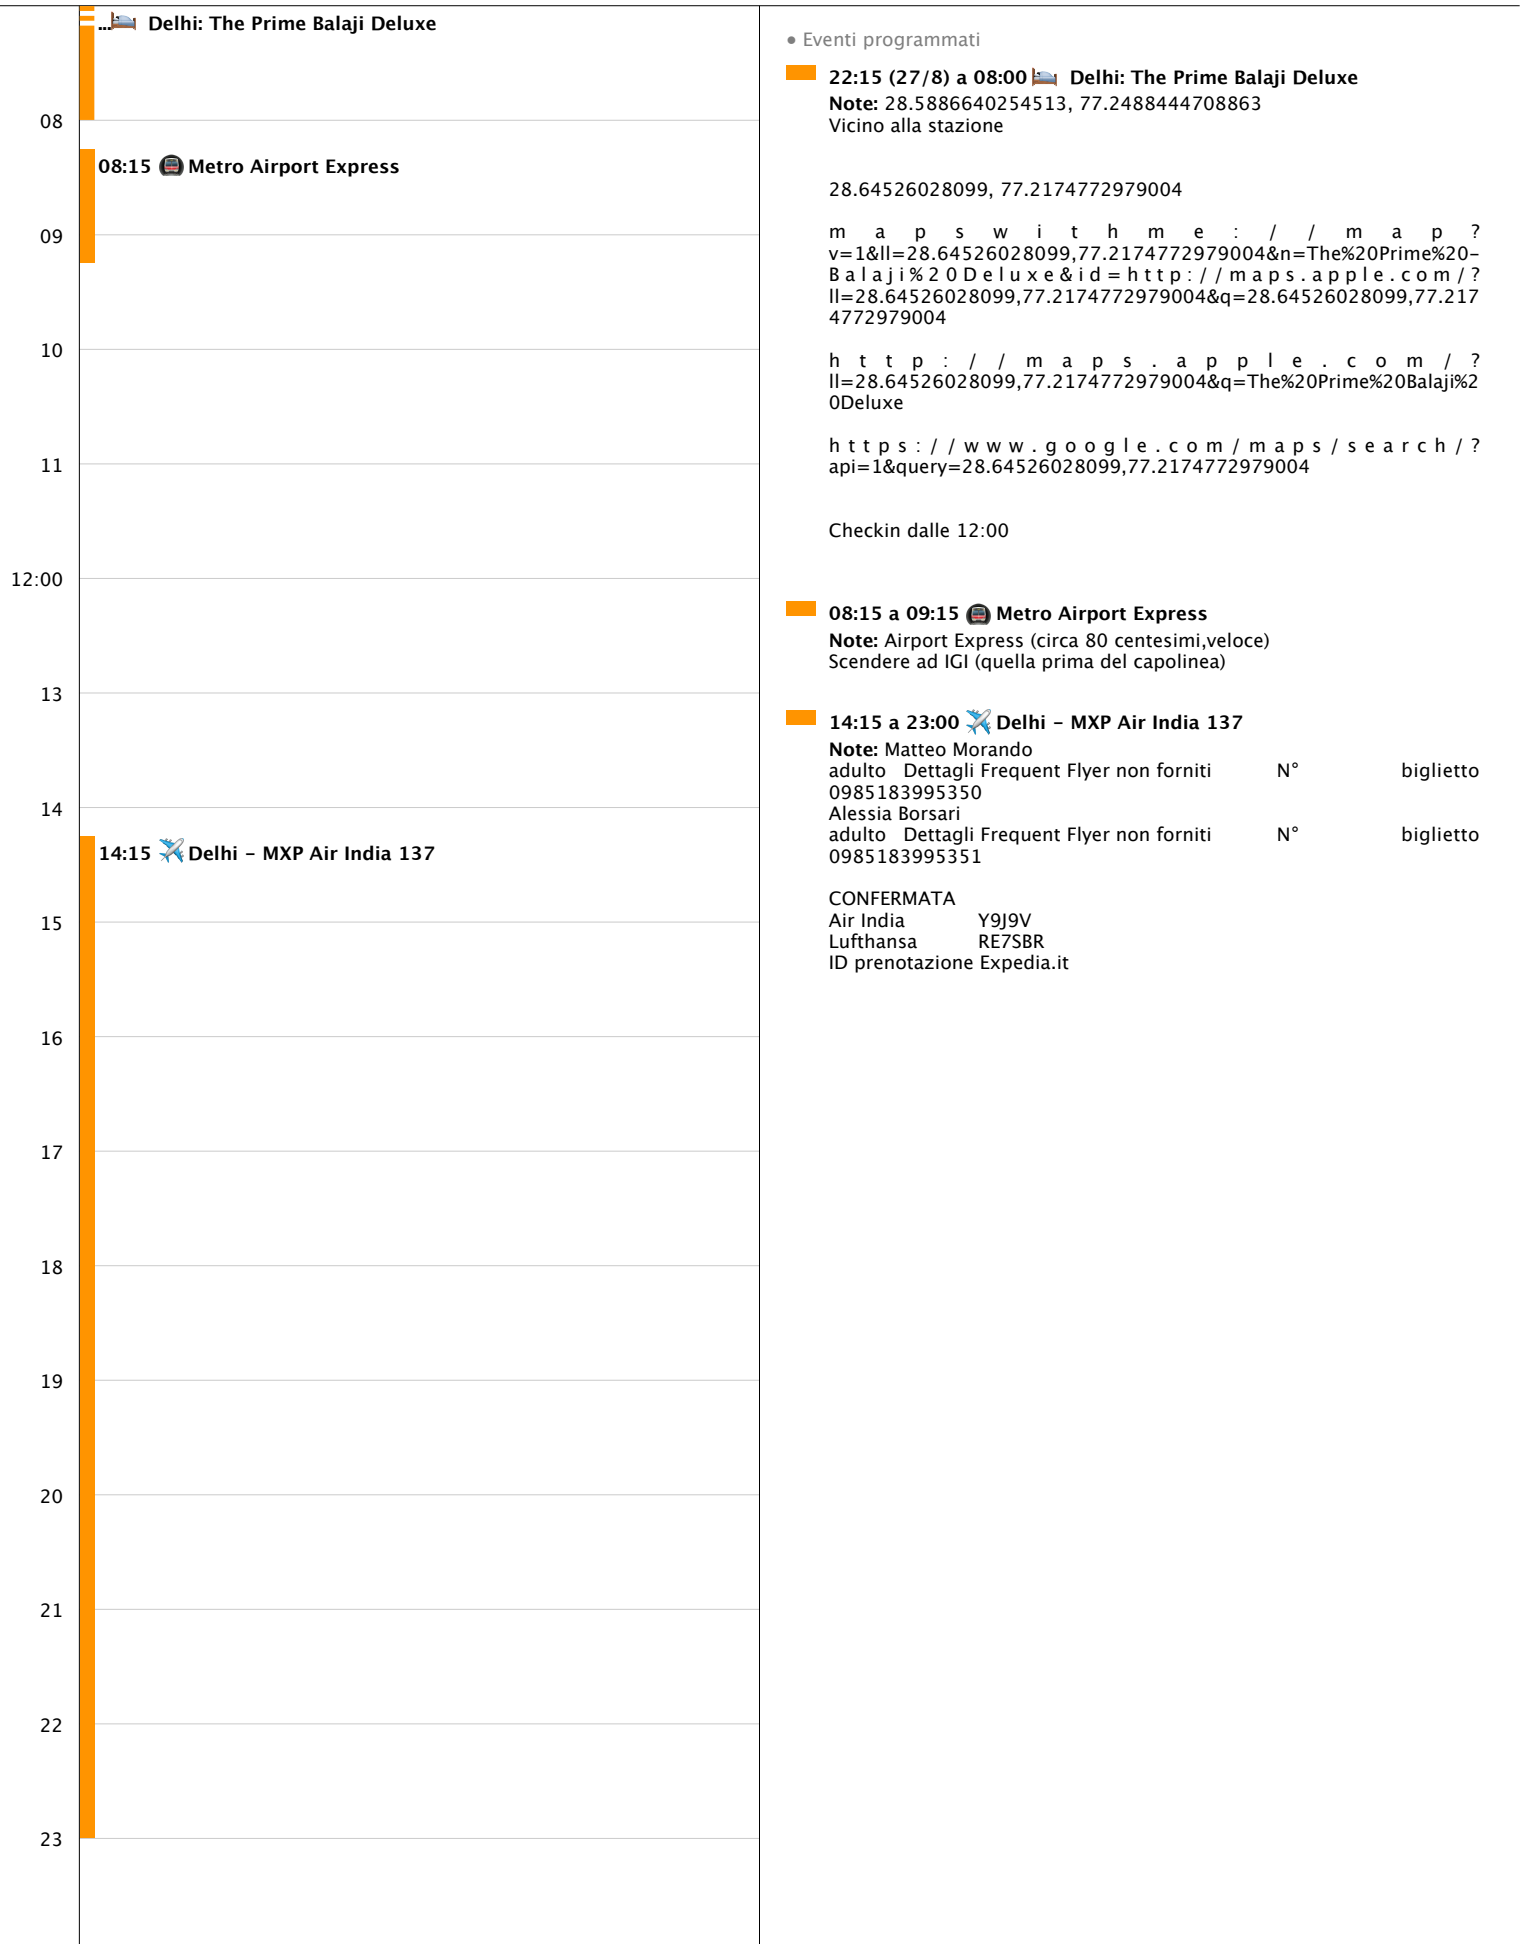 ... Delhi: The Prime Balaji Deluxe
08
08:15 Metro Airport Express
09
10
11
12:00
13
14
14:15 Delhi – MXP Air India 137
15
16
17
18
19
20
21
22
23
• Eventi programmati
22:15 (27/8) a 08:00 Delhi: The Prime Balaji Deluxe
Note: 28.5886640254513, 77.2488444708863
Vicino alla stazione
28.64526028099, 77.2174772979004
mapswithme://map?
v=1&ll=28.64526028099,77.2174772979004&n=The%20Prime%20-
Balaji%20Deluxe&id=http://maps.apple.com/?
ll=28.64526028099,77.2174772979004&q=28.64526028099,77.217
4772979004
http://maps.apple.com/?
ll=28.64526028099,77.2174772979004&q=The%20Prime%20Balaji%2
0Deluxe
https://www.google.com/maps/search/?
api=1&query=28.64526028099,77.2174772979004
Checkin dalle 12:00
08:15 a 09:15 Metro Airport Express
Note: Airport Express (circa 80 centesimi,veloce)
Scendere ad IGI (quella prima del capolinea)
14:15 a 23:00 Delhi – MXP Air India 137
Note: Matteo Morando
adulto Dettagli Frequent Flyer non forniti N° biglietto
0985183995350
Alessia Borsari
adulto Dettagli Frequent Flyer non forniti N° biglietto
0985183995351
CONFERMATA
Air India Y9J9V
Lufthansa RE7SBR
ID prenotazione Expedia.it